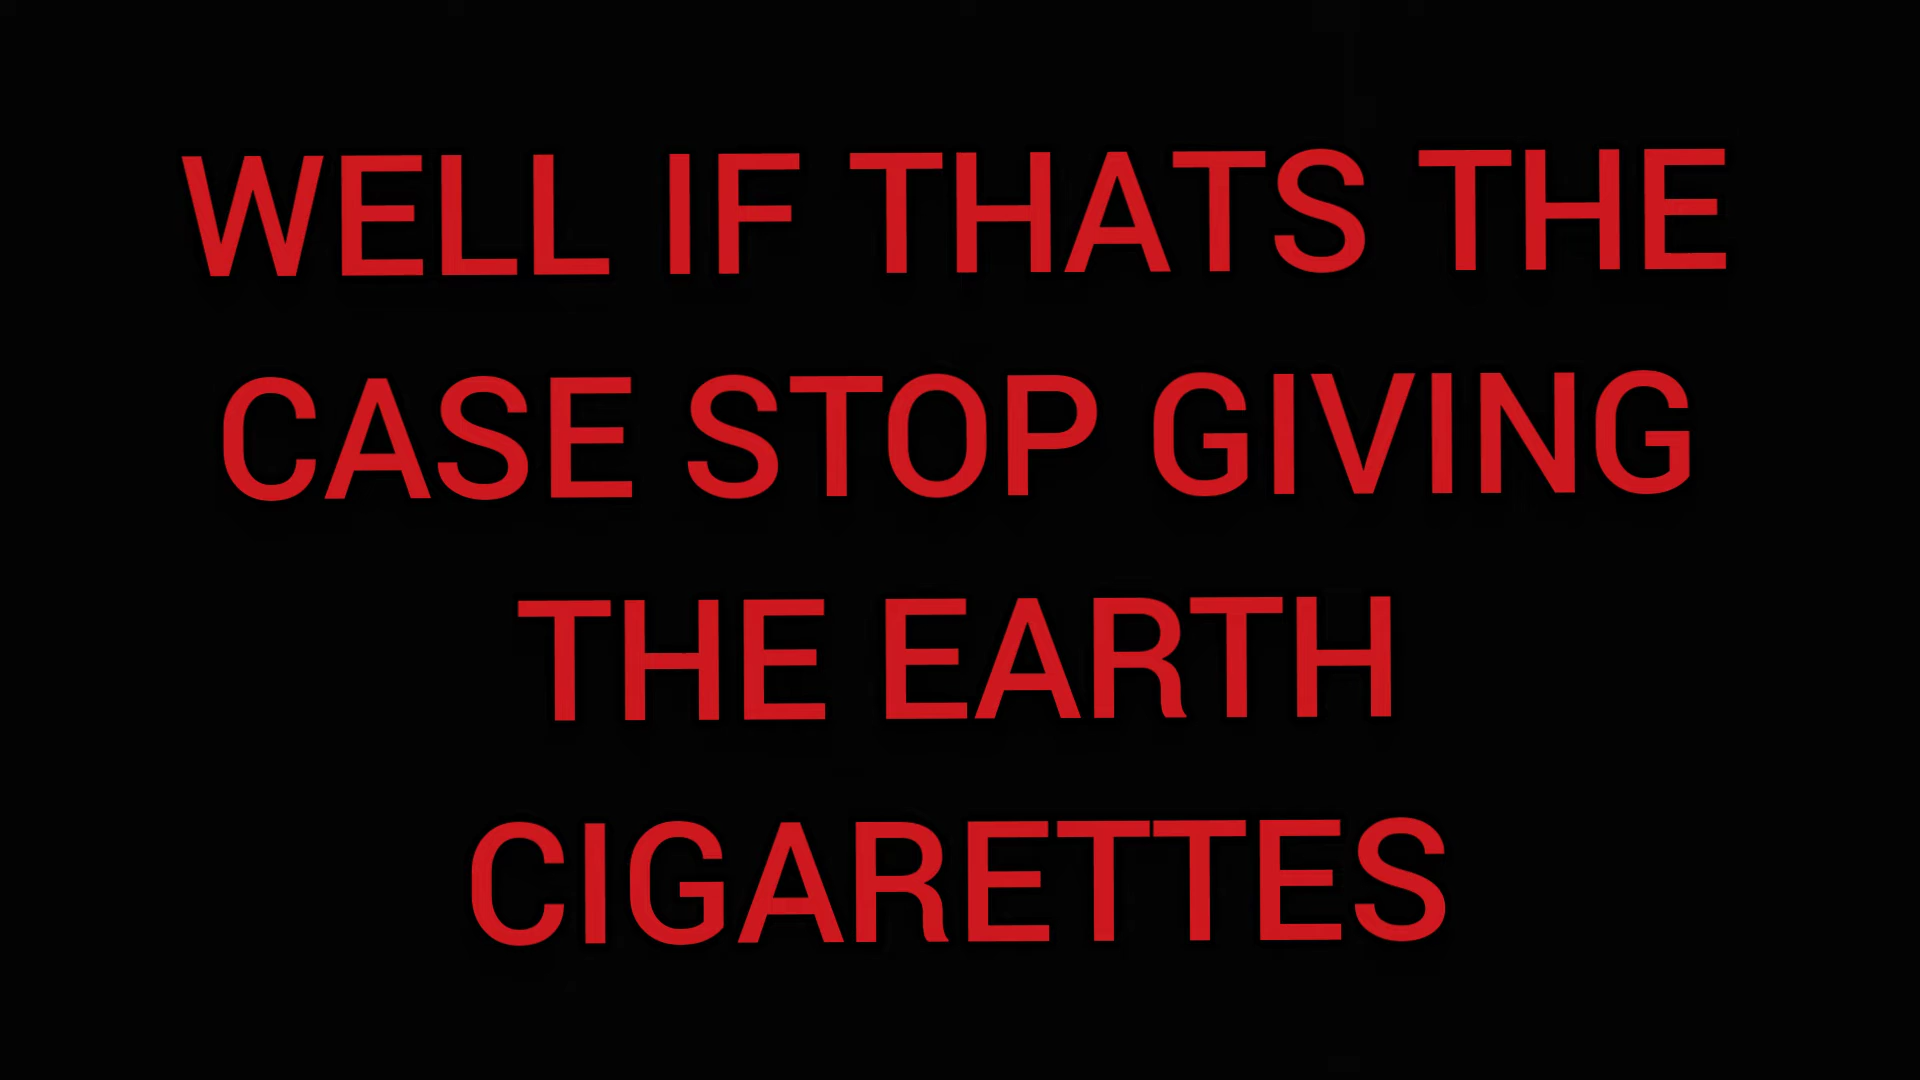 WELL IF THATS THE
CASE STOP GIVING
THE EARTH
CIGARETTES